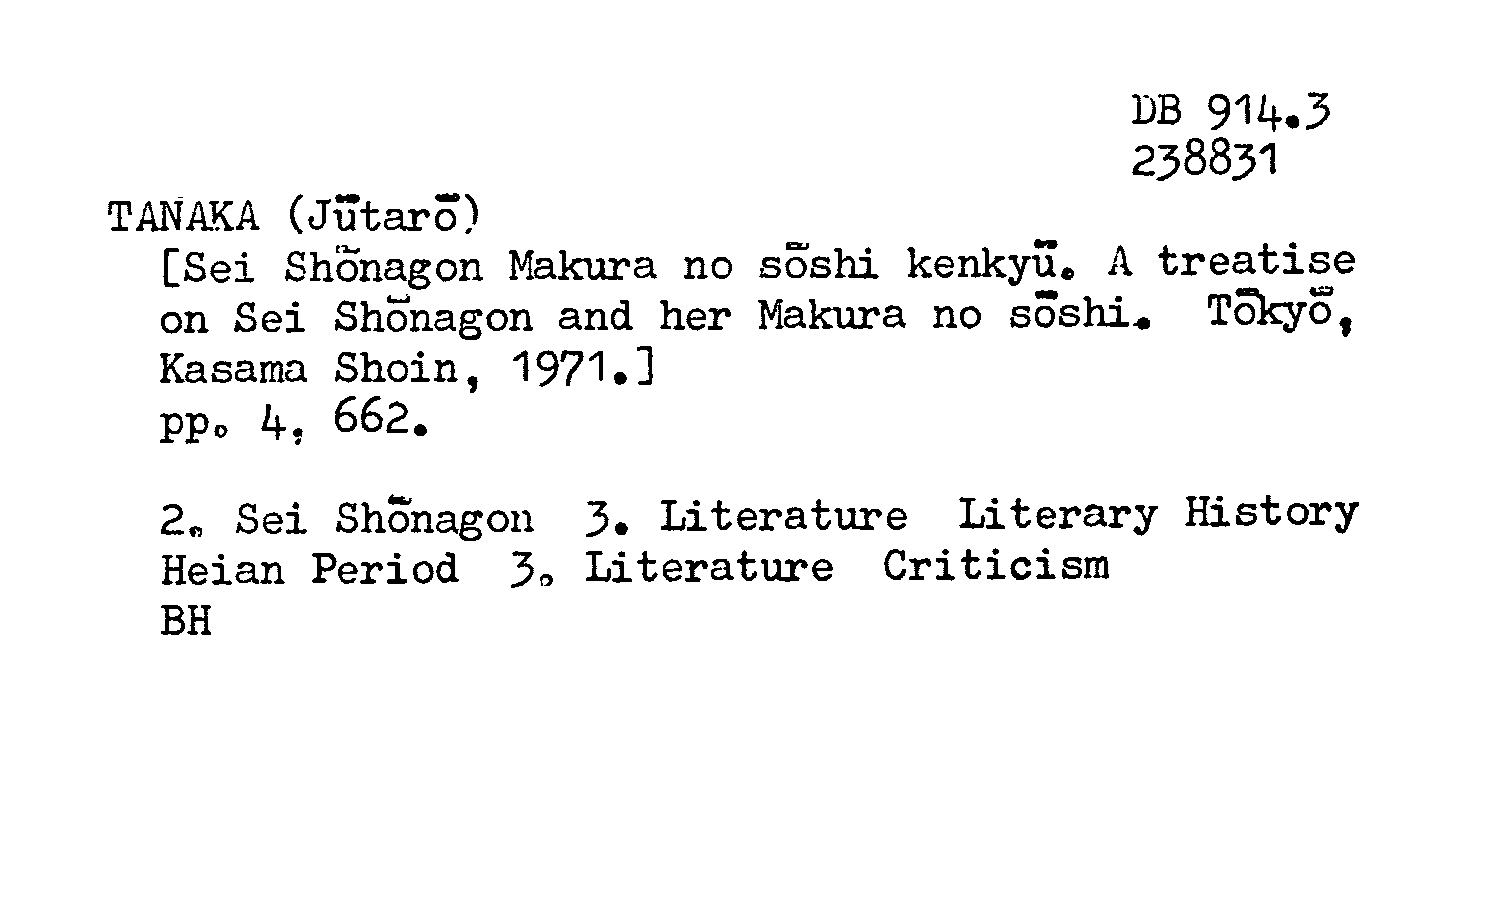 DB 914.3
238831
TANAKA (Jūtarō)
[Sei Shōnagon Makura no sōshi kenkyū. A treatise
on Sei Shōnagon and her Makura no sōshi. Tōkyō,
Kasama Shoin, 1971.]
pp. 4, 662.
2. Sei Shōnagon 3. Literature Literary History
Heian Period 3. Literature Criticism
BH